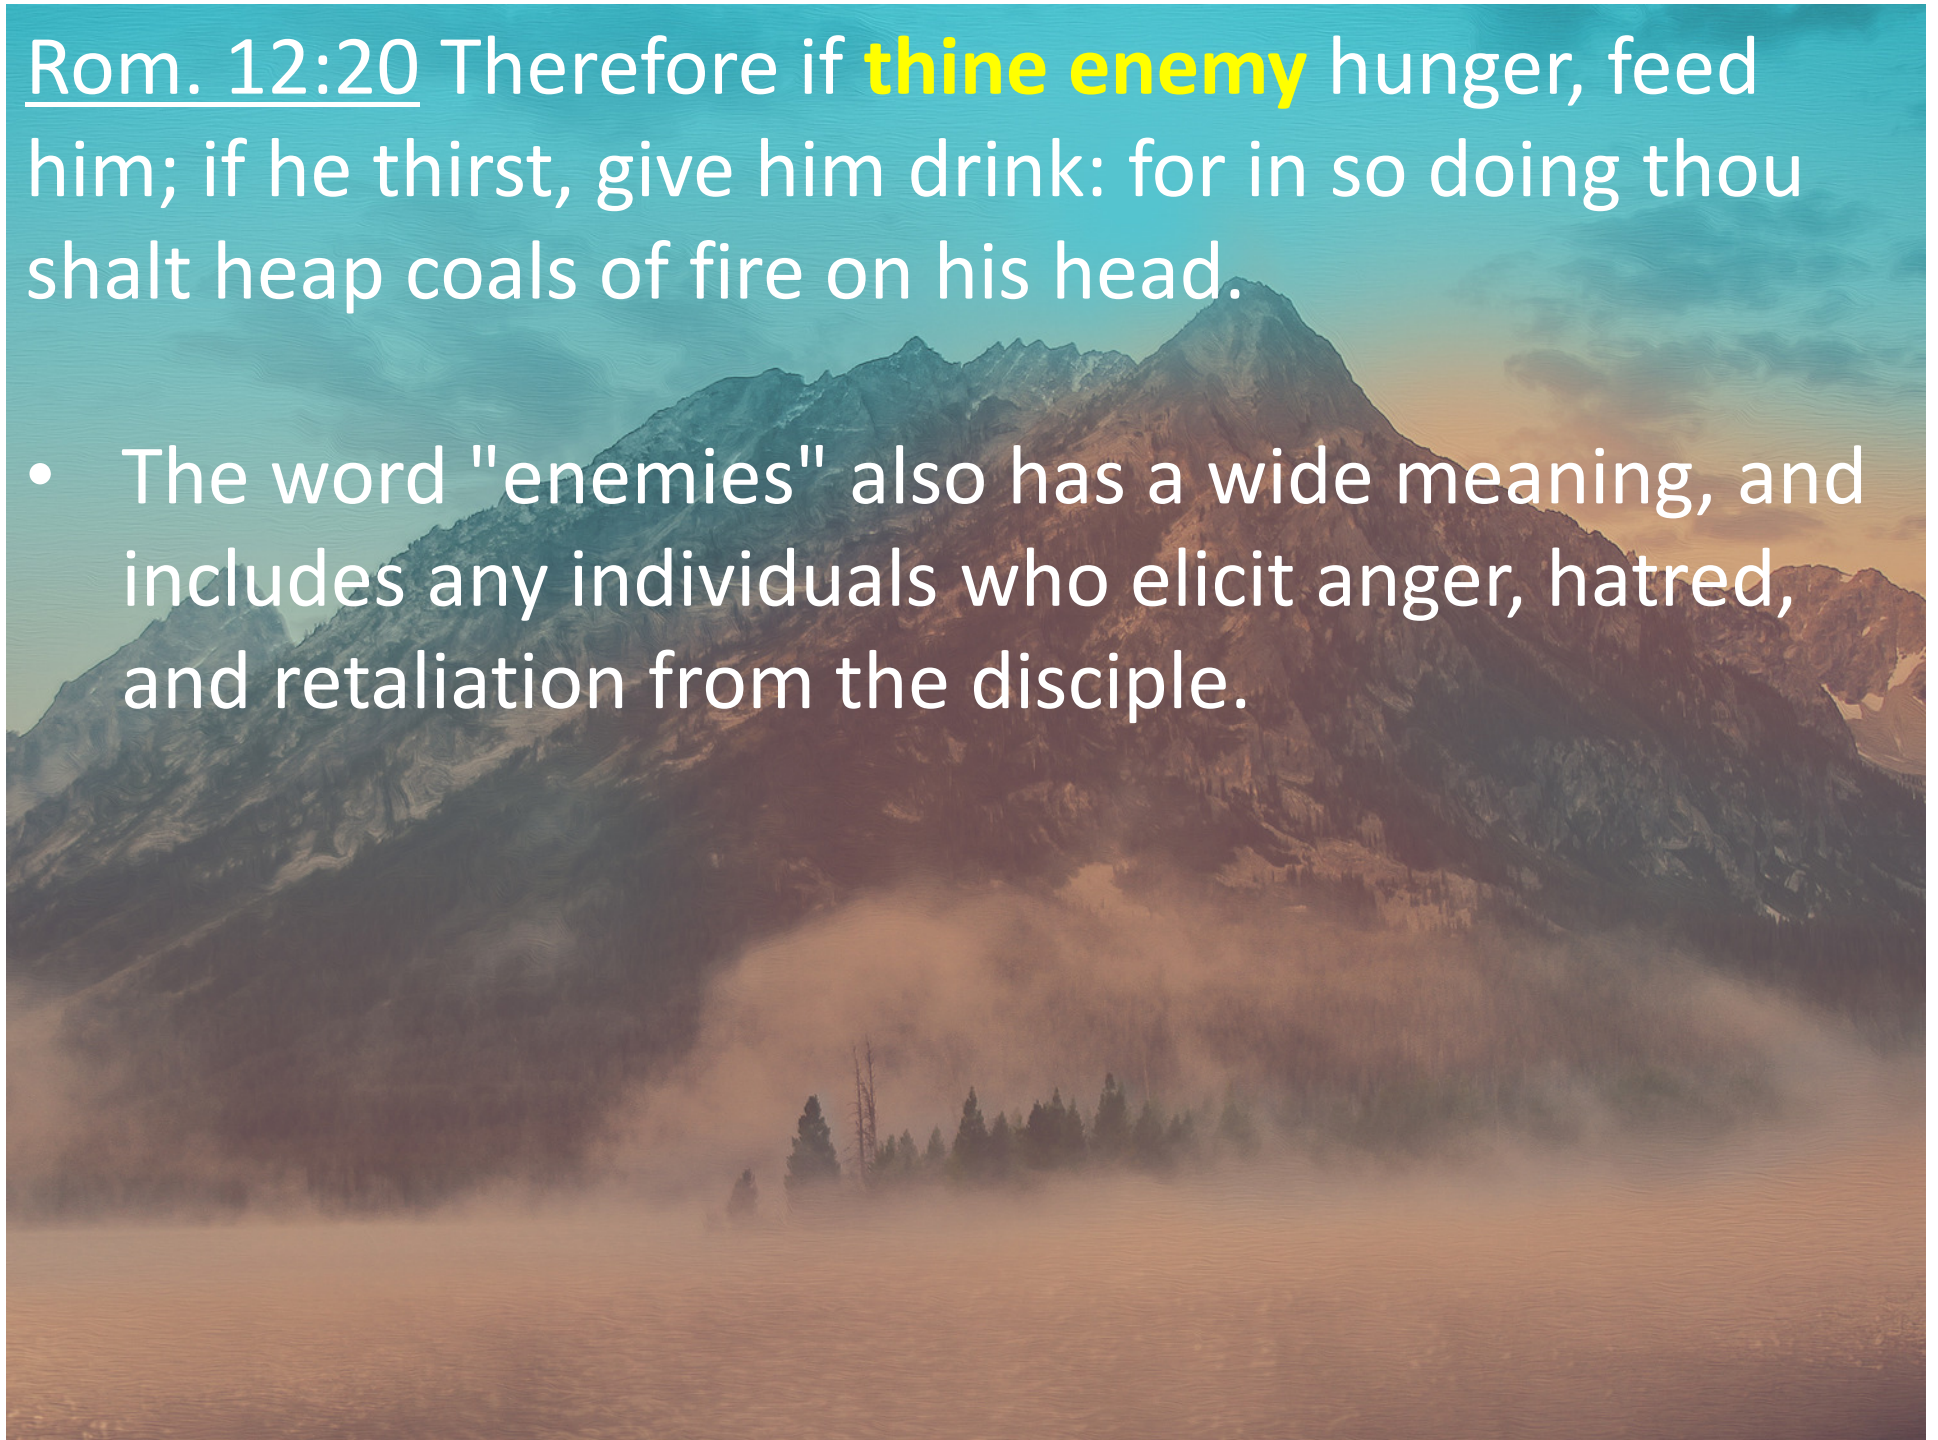 Rom. 12:20 Therefore if thine enemy hunger, feed
him; if he thirst, give him drink: for in so doing thou
shalt heap coals of fire on his head.
• The word "enemies" also has a wide meaning, and
includes any individuals who elicit anger, hatred,
and retaliation from the disciple.